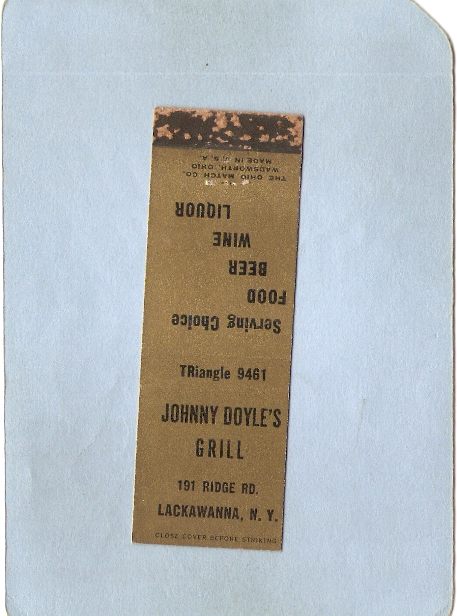 THE OHIO MATCH CO.
WADSWORTH, OHIO
MADE IN U. S. A.
Serving Choice
FOOD
BEER
WINE
LIQUOR
TRiangle 9461
JOHNNY DOYLE'S
GRILL
191 RIDGE RD.
LACKAWANNA, N. Y.
CLOSE COVER BEFORE STRIKING